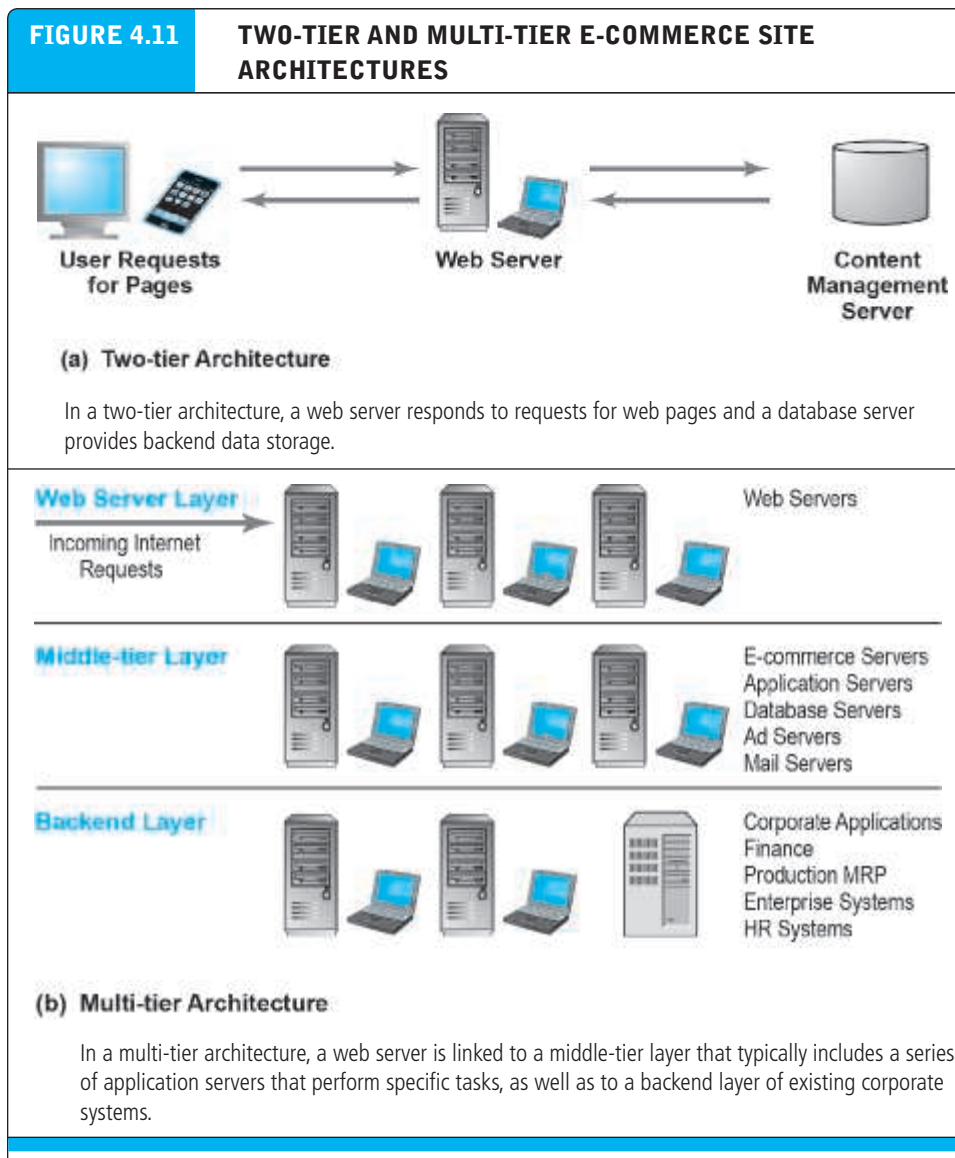 FIGURE 4.11
TWO-TIER AND MULTI-TIER E-COMMERCE SITE
ARCHITECTURES
User Requests
for Pages
Web Server
Content
Management
Server
(a) Two-tier Architecture
In a two-tier architecture, a web server responds to requests for web pages and a database server
provides backend data storage.
Web Server Layer
Incoming Internet
Requests
Web Servers
Middle-tier Layer
E-commerce Servers
Application Servers
Database Servers
Ad Servers
Mail Servers
Backend Layer
Corporate Applications
Finance
Production MRP
Enterprise Systems
HR Systems
(b) Multi-tier Architecture
In a multi-tier architecture, a web server is linked to a middle-tier layer that typically includes a series
of application servers that perform specific tasks, as well as to a backend layer of existing corporate
systems.